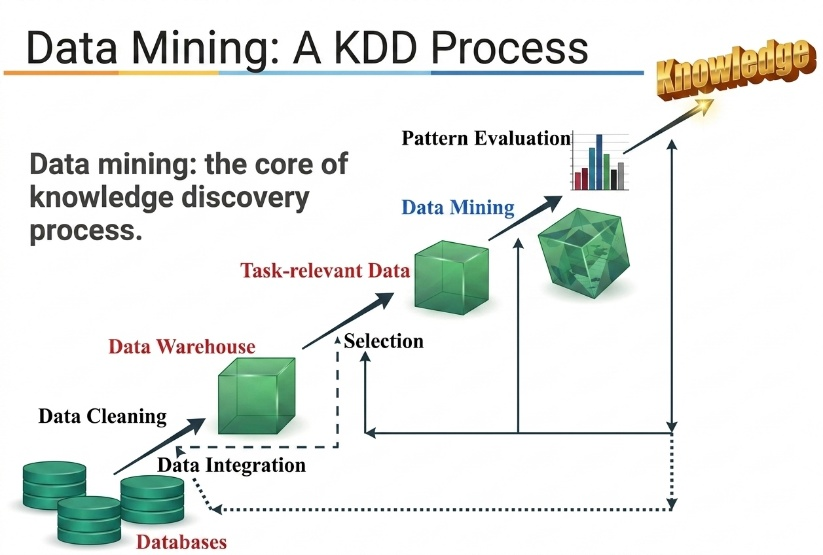 Data Mining: A KDD Process
Knowledge
Data mining: the core of
knowledge discovery
process.
Pattern Evaluation
Data Mining
Task-relevant Data
Selection
Data Warehouse
Data Cleaning
Data Integration
Databases